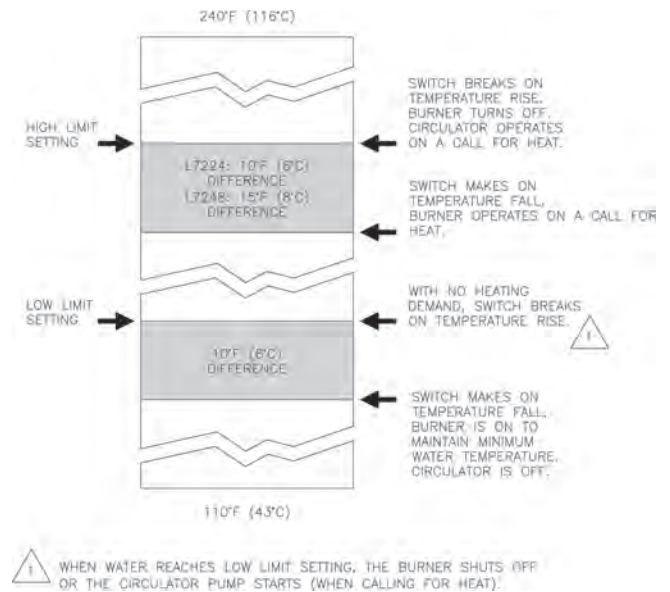 240°F (116°C)
HIGH LIMIT
SETTING
SWITCH BREAKS ON
TEMPERATURE RISE.
BURNER TURNS OFF.
CIRCULATOR OPERATES
ON A CALL FOR HEAT.
L7224: 10°F (6°C)
DIFFERENCE
L7248: 15°F (8°C)
DIFFERENCE
SWITCH MAKES ON
TEMPERATURE FALL,
BURNER OPERATES ON A CALL FOR
HEAT.
LOW LIMIT
SETTING
WITH NO HEATING
DEMAND, SWITCH BREAKS
ON TEMPERATURE RISE.
1
10°F (6°C)
DIFFERENCE
SWITCH MAKES ON
TEMPERATURE FALL.
BURNER IS ON TO
MAINTAIN MINIMUM
WATER TEMPERATURE.
CIRCULATOR IS OFF.
110°F (43°C)
1 WHEN WATER REACHES LOW LIMIT SETTING, THE BURNER SHUTS OFF
OR THE CIRCULATOR PUMP STARTS (WHEN CALLING FOR HEAT).